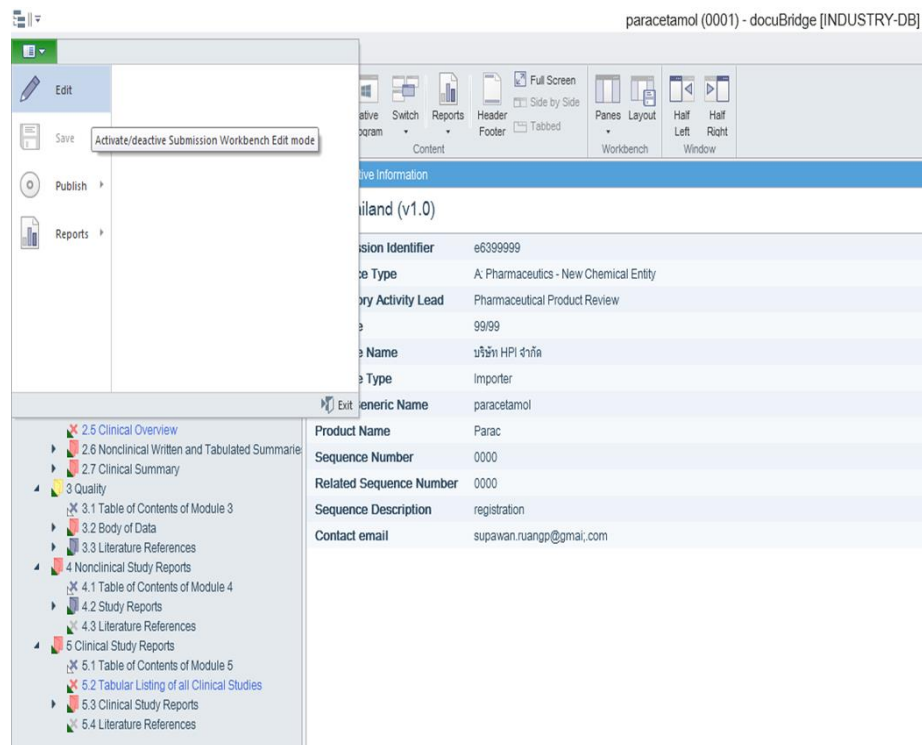 paracetamol (0001) - docuBridge [INDUSTRY-DB]
Edit
Save
Activate/deactive Submission Workbench Edit mode
Publish
Reports
Exit
Switch
Reports
Header Footer
Full Screen
Side by Side
Tabbed
Panes
Layout
Half Left
Half Right
Content
Workbench
Window
Information
(v1.0)
Identifier
e6399999
Type
A: Pharmaceutics - New Chemical Entity
Activity Lead
Pharmaceutical Product Review
99/99
Name
บริษัท HPI จำกัด
Type
Importer
Generic Name
paracetamol
Product Name
Parac
Sequence Number
0000
Related Sequence Number
0000
Sequence Description
registration
Contact email
supawan.ruangp@gmai;.com
2.5 Clinical Overview
2.6 Nonclinical Written and Tabulated Summarie
2.7 Clinical Summary
3 Quality
3.1 Table of Contents of Module 3
3.2 Body of Data
3.3 Literature References
4 Nonclinical Study Reports
4.1 Table of Contents of Module 4
4.2 Study Reports
4.3 Literature References
5 Clinical Study Reports
5.1 Table of Contents of Module 5
5.2 Tabular Listing of all Clinical Studies
5.3 Clinical Study Reports
5.4 Literature References